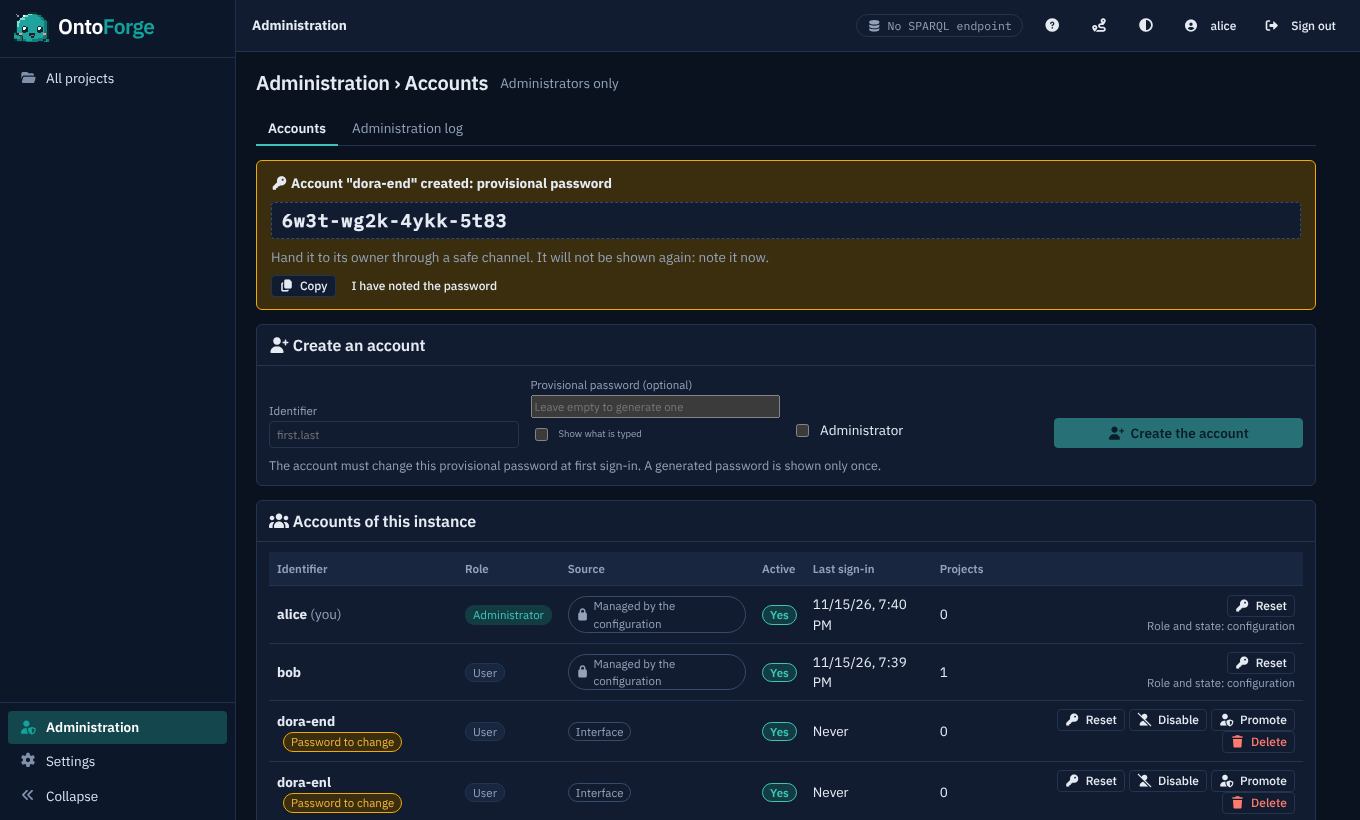 OntoForge
Administration
No SPARQL endpoint
alice
Sign out
All projects
Administration › Accounts
Administrators only
Accounts
Administration log
Account "dora-end" created: provisional password
6w3t-wg2k-4ykk-5t83
Hand it to its owner through a safe channel. It will not be shown again: note it now.
Copy
I have noted the password
Create an account
Identifier
first.last
Provisional password (optional)
Leave empty to generate one
Show what is typed
Administrator
Create the account
The account must change this provisional password at first sign-in. A generated password is shown only once.
Accounts of this instance
Identifier Role Source Active Last sign-in Projects
alice (you) Administrator Managed by the configuration Yes 11/15/26, 7:40 PM 0 Reset
Role and state: configuration
bob User Managed by the configuration Yes 11/15/26, 7:39 PM 1 Reset
Role and state: configuration
dora-end User Interface Yes Never 0 Reset Disable Promote
Password to change Delete
dora-enl User Interface Yes Never 0 Reset Disable Promote
Password to change Delete
Administration
Settings
Collapse